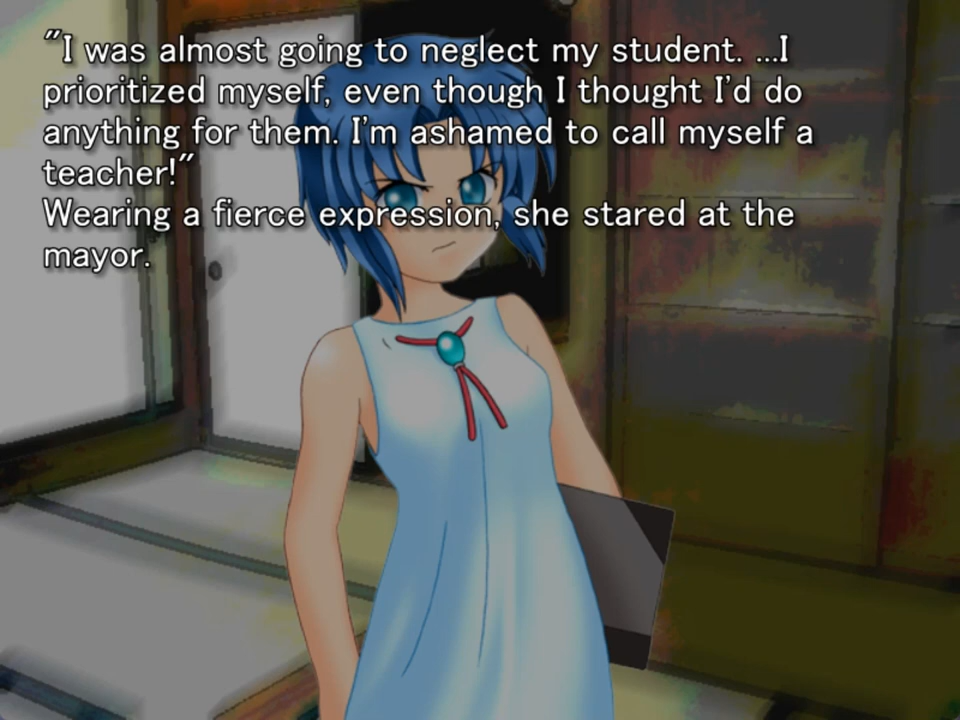 "I was almost going to neglect my student. ...I
prioritized myself, even though I thought I'd do
anything for them. I'm ashamed to call myself a
teacher!"
Wearing a fierce expression, she stared at the
mayor.